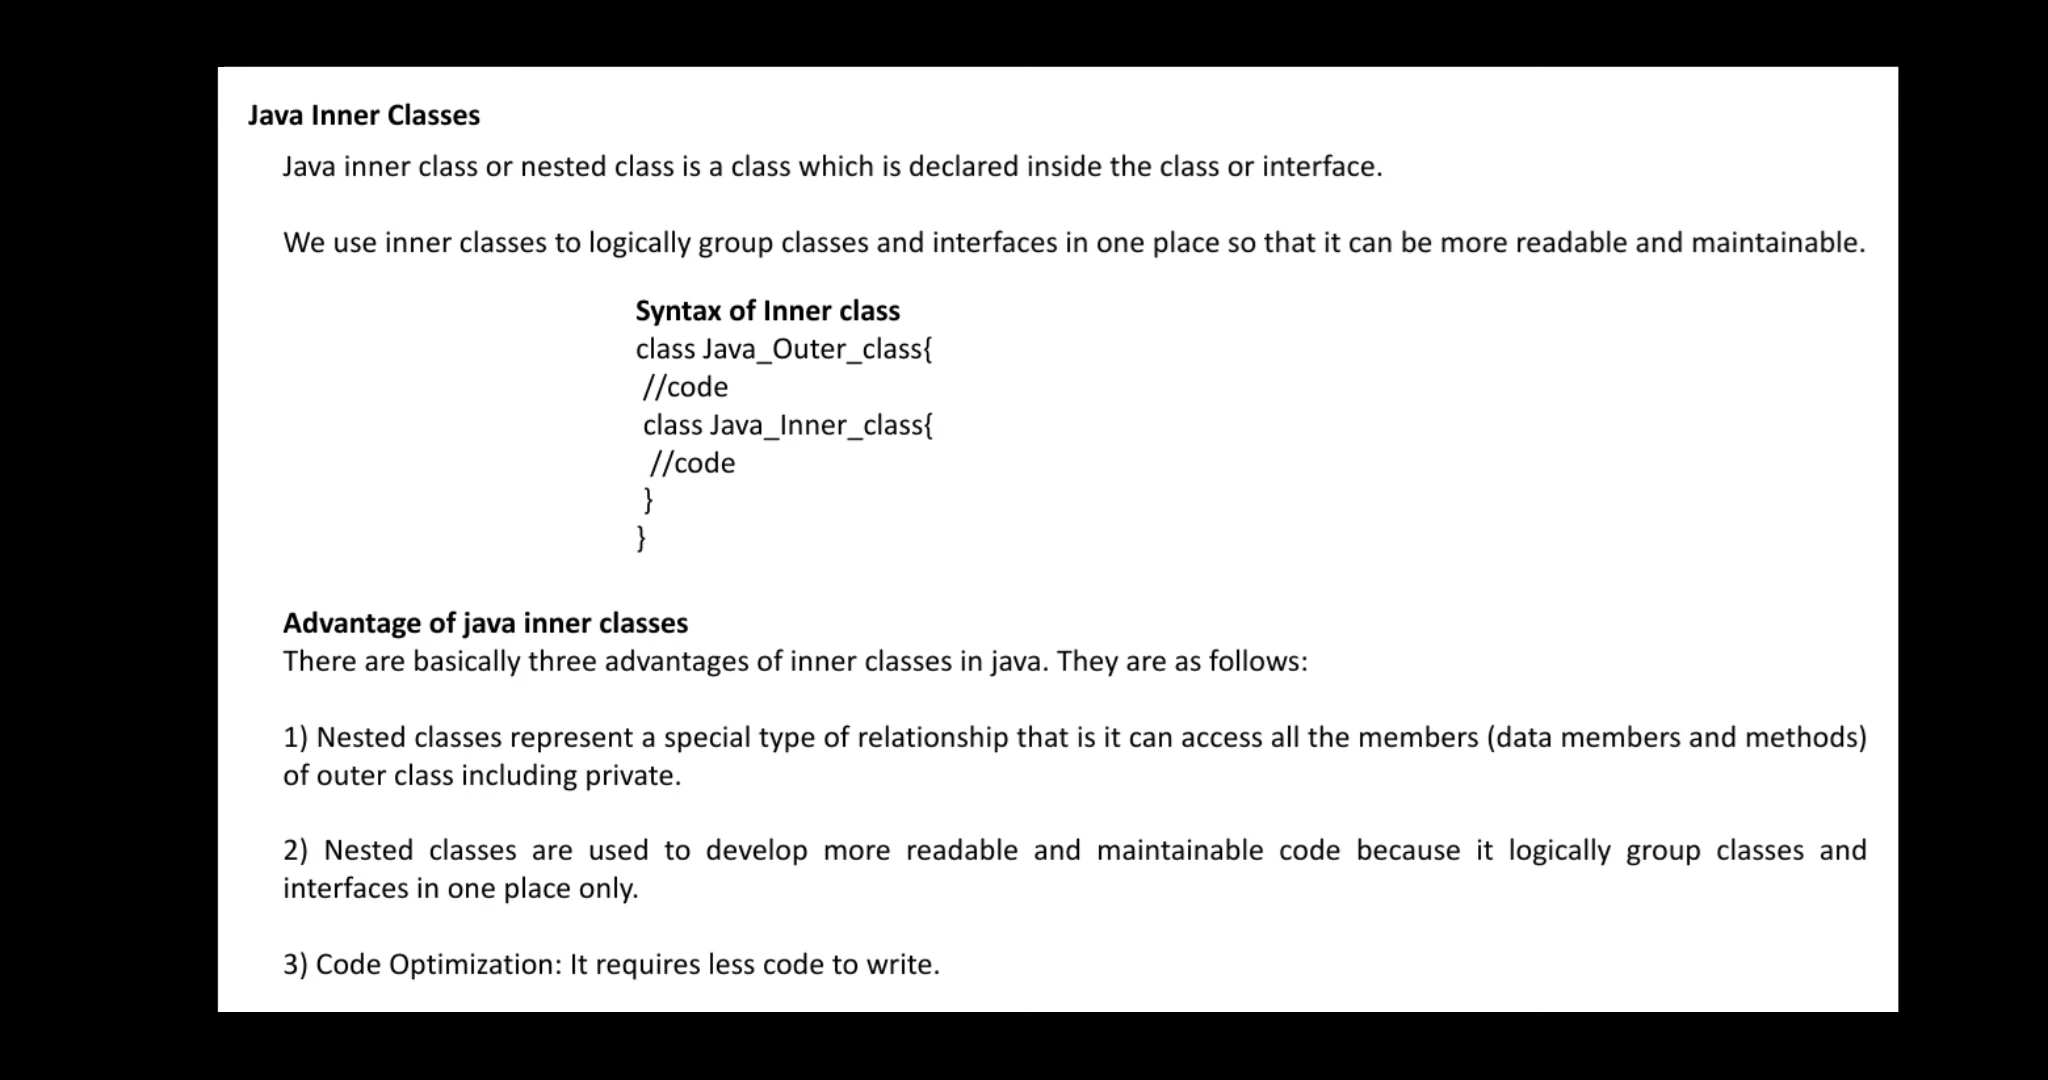 Java Inner Classes
Java inner class or nested class is a class which is declared inside the class or interface.
We use inner classes to logically group classes and interfaces in one place so that it can be more readable and maintainable.
Syntax of Inner class
class Java_Outer_class{
//code
class Java_Inner_class{
//code
}
}
Advantage of java inner classes
There are basically three advantages of inner classes in java. They are as follows:
1) Nested classes represent a special type of relationship that is it can access all the members (data members and methods)
of outer class including private.
2) Nested classes are used to develop more readable and maintainable code because it logically group classes and
interfaces in one place only.
3) Code Optimization: It requires less code to write.